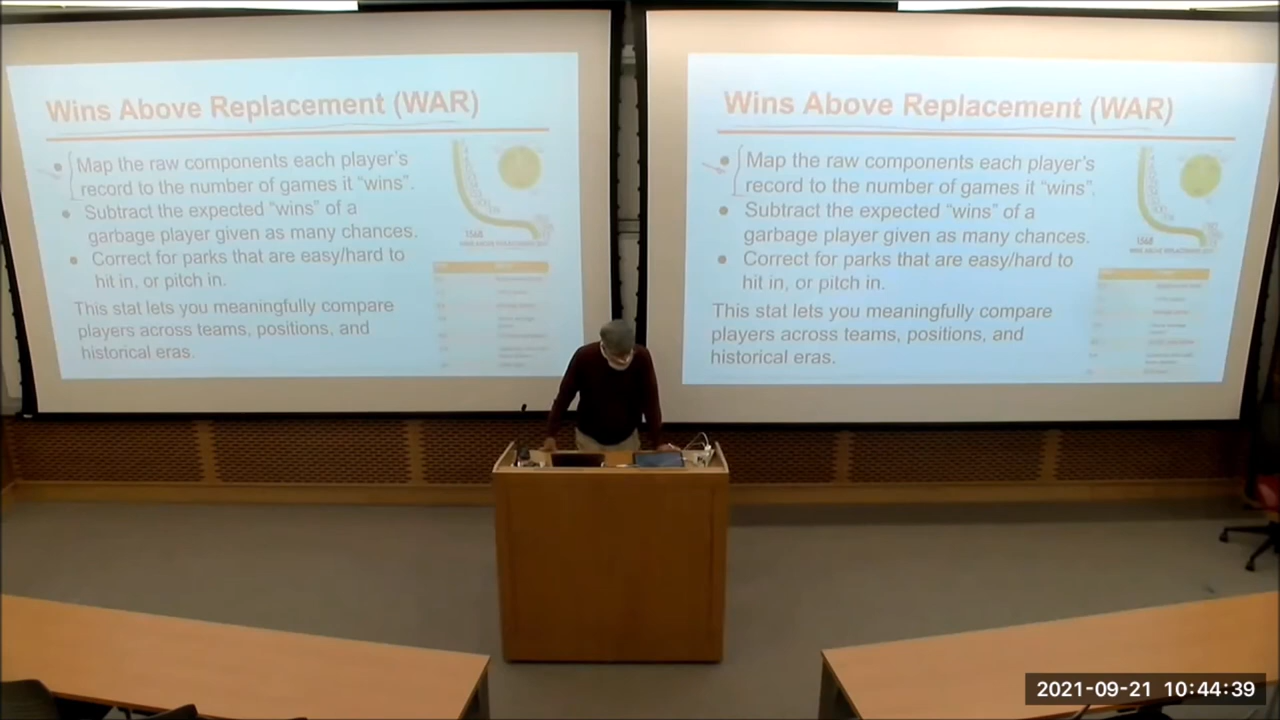 Wins Above Replacement (WAR)
● Map the raw components each player's
record to the number of games it “wins”.
● Subtract the expected “wins” of a
garbage player given as many chances.
● Correct for parks that are easy/hard to
hit in, or pitch in.
This stat lets you meaningfully compare
players across teams, positions, and
historical eras.
1568
Wins Above Replacement (WAR)
● Map the raw components each player's
record to the number of games it “wins”.
● Subtract the expected “wins” of a
garbage player given as many chances.
● Correct for parks that are easy/hard to
hit in, or pitch in.
This stat lets you meaningfully compare
players across teams, positions, and
historical eras.
1568
2021-09-21 10:44:39